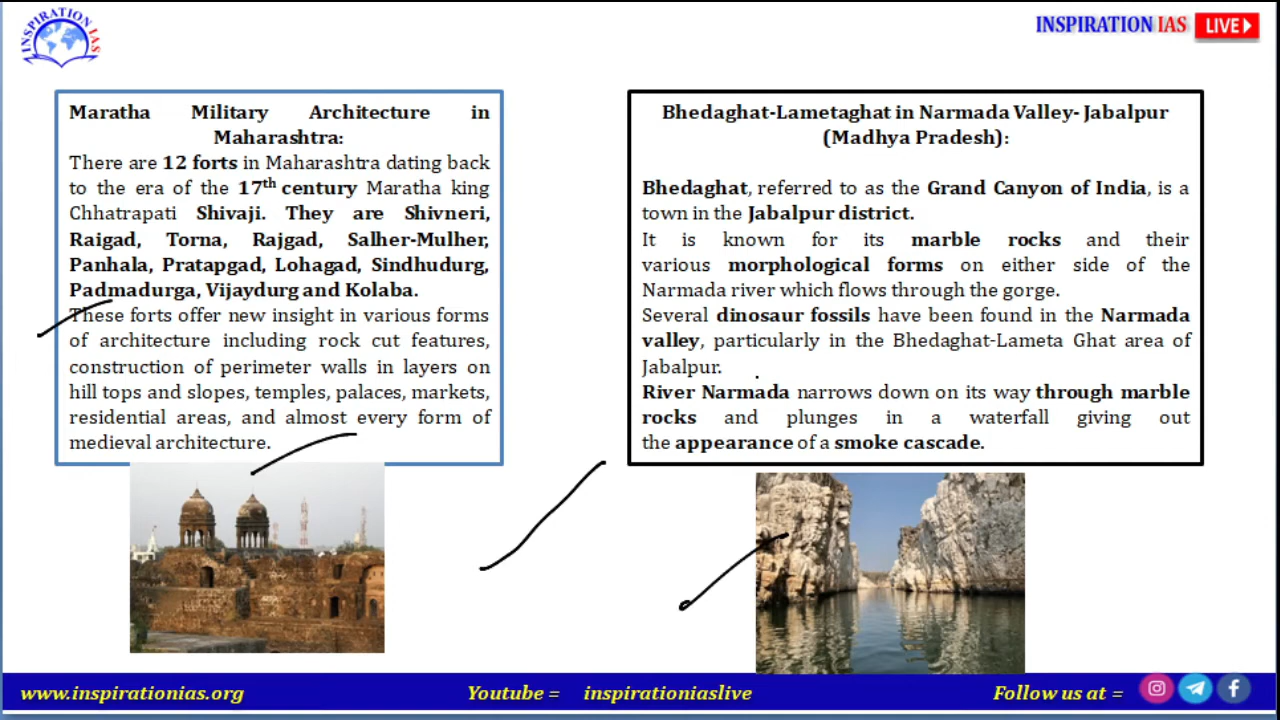 INSPIRATION IAS
INSPIRATION IAS LIVE
Maratha Military Architecture in
Maharashtra:
There are 12 forts in Maharashtra dating back
to the era of the 17th century Maratha king
Chhatrapati Shivaji. They are Shivneri,
Raigad, Torna, Rajgad, Salher-Mulher,
Panhala, Pratapgad, Lohagad, Sindhudurg,
Padmadurga, Vijaydurg and Kolaba.
These forts offer new insight in various forms
of architecture including rock cut features,
construction of perimeter walls in layers on
hill tops and slopes, temples, palaces, markets,
residential areas, and almost every form of
medieval architecture.
Bhedaghat-Lametaghat in Narmada Valley- Jabalpur
(Madhya Pradesh):
Bhedaghat, referred to as the Grand Canyon of India, is a
town in the Jabalpur district.
It is known for its marble rocks and their
various morphological forms on either side of the
Narmada river which flows through the gorge.
Several dinosaur fossils have been found in the Narmada
valley, particularly in the Bhedaghat-Lameta Ghat area of
Jabalpur.
River Narmada narrows down on its way through marble
rocks and plunges in a waterfall giving out
the appearance of a smoke cascade.
www.inspirationias.org
Youtube = inspirationiaslive
Follow us at =